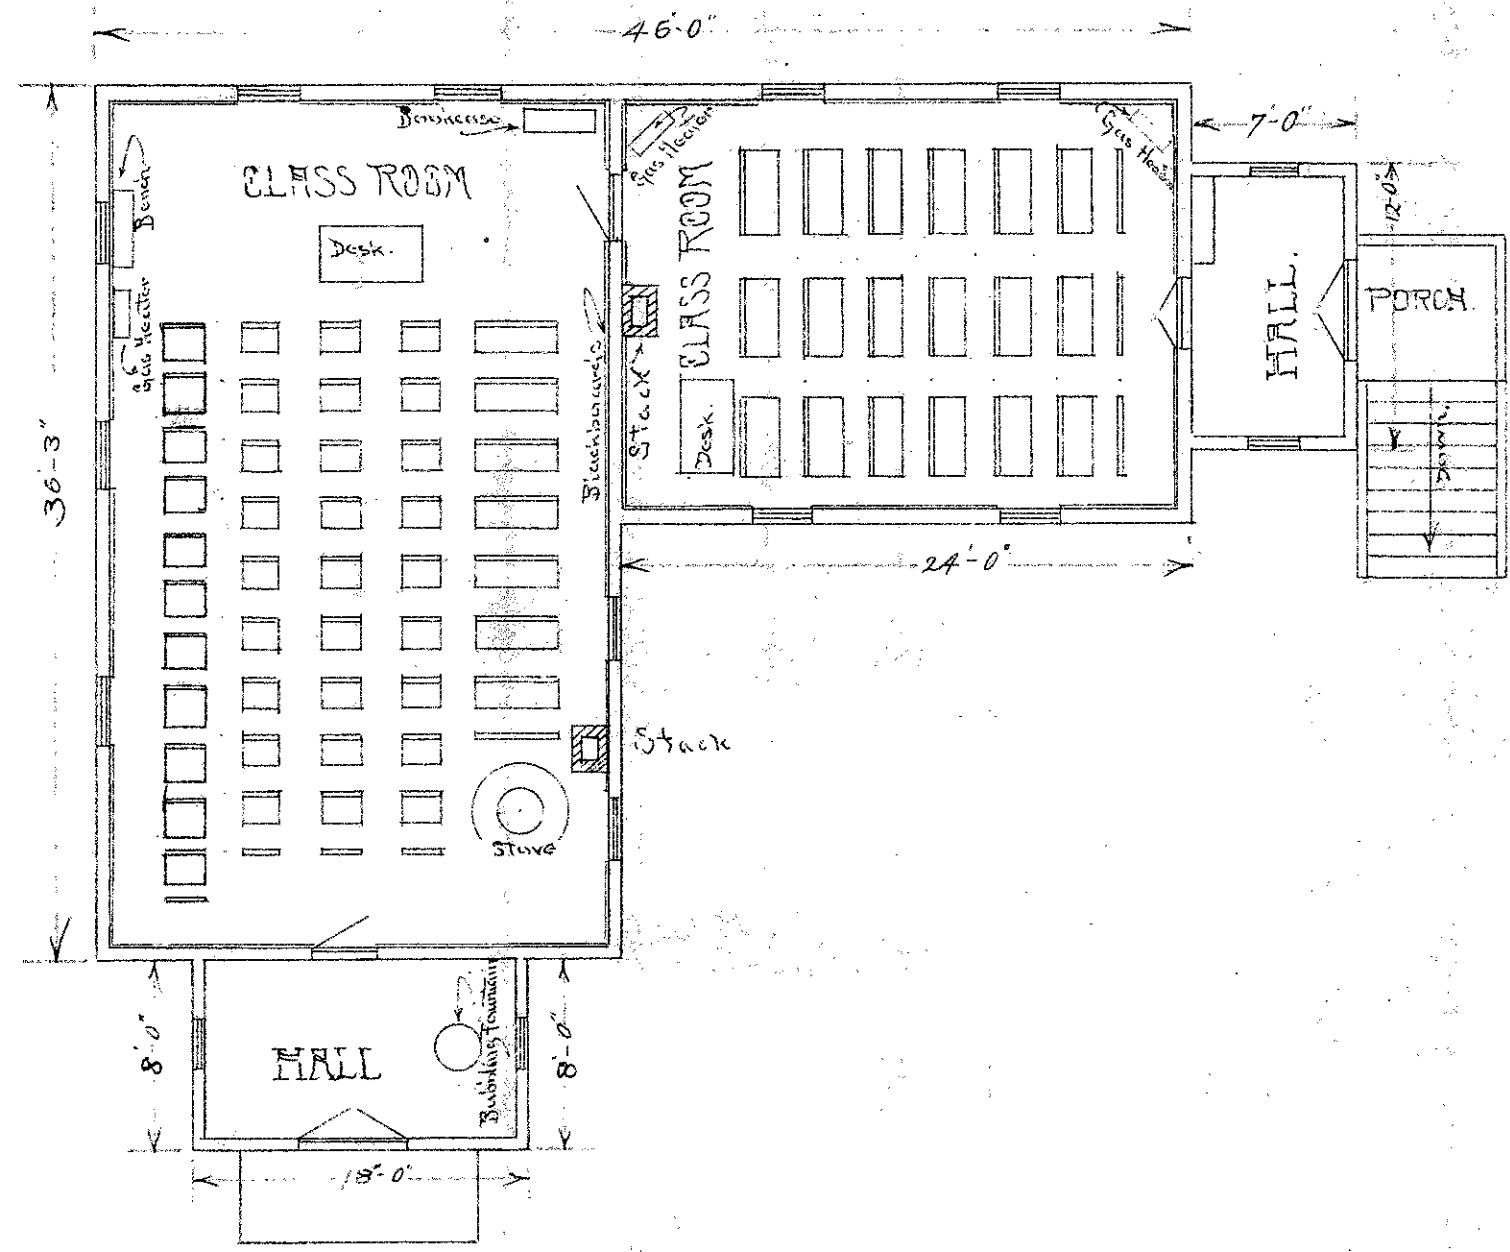 46'-0"
7'-0"
Bookcase
Gas Heater
Gas Heater
CLASS ROOM
Bench
12'-0"
Desk.
CLASS ROOM
HALL.
PORCH.
Gas Heater
Blackboards
Stack
Desk.
Down.
36'-3"
24'-0"
Stack
Stove
8'-0"
HALL
Bubbling Fountain
8'-0"
18'-0"